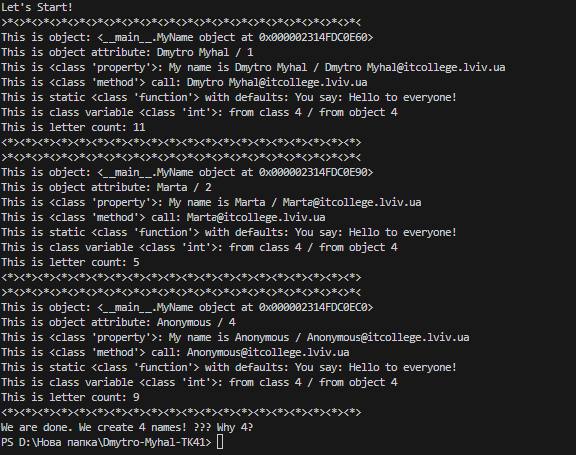 Let's Start!
>*<>*<>*<>*<>*<>*<>*<>*<>*<>*<>*<>*<>*<>*<>*<>*<>*<>*<>*<>*<
This is object: <__main__.MyName object at 0x000002314FDC0E60>
This is object attribute: Dmytro Myhal / 1
This is <class 'property'>: My name is Dmytro Myhal / Dmytro Myhal@itcollege.lviv.ua
This is <class 'method'> call: Dmytro Myhal@itcollege.lviv.ua
This is static <class 'function'> with defaults: You say: Hello to everyone!
This is class variable <class 'int'>: from class 4 / from object 4
This is letter count: 11
<*><*><*><*><*><*><*><*><*><*><*><*><*><*><*><*><*><*><*><*>
>*<>*<>*<>*<>*<>*<>*<>*<>*<>*<>*<>*<>*<>*<>*<>*<>*<>*<>*<>*<
This is object: <__main__.MyName object at 0x000002314FDC0E90>
This is object attribute: Marta / 2
This is <class 'property'>: My name is Marta / Marta@itcollege.lviv.ua
This is <class 'method'> call: Marta@itcollege.lviv.ua
This is static <class 'function'> with defaults: You say: Hello to everyone!
This is class variable <class 'int'>: from class 4 / from object 4
This is letter count: 5
<*><*><*><*><*><*><*><*><*><*><*><*><*><*><*><*><*><*><*><*>
>*<>*<>*<>*<>*<>*<>*<>*<>*<>*<>*<>*<>*<>*<>*<>*<>*<>*<>*<>*<
This is object: <__main__.MyName object at 0x000002314FDC0EC0>
This is object attribute: Anonymous / 4
This is <class 'property'>: My name is Anonymous / Anonymous@itcollege.lviv.ua
This is <class 'method'> call: Anonymous@itcollege.lviv.ua
This is static <class 'function'> with defaults: You say: Hello to everyone!
This is class variable <class 'int'>: from class 4 / from object 4
This is letter count: 9
<*><*><*><*><*><*><*><*><*><*><*><*><*><*><*><*><*><*><*><*>
We are done. We create 4 names! ??? Why 4?
PS D:\Нова папка\Dmytro-Myhal-TK41>